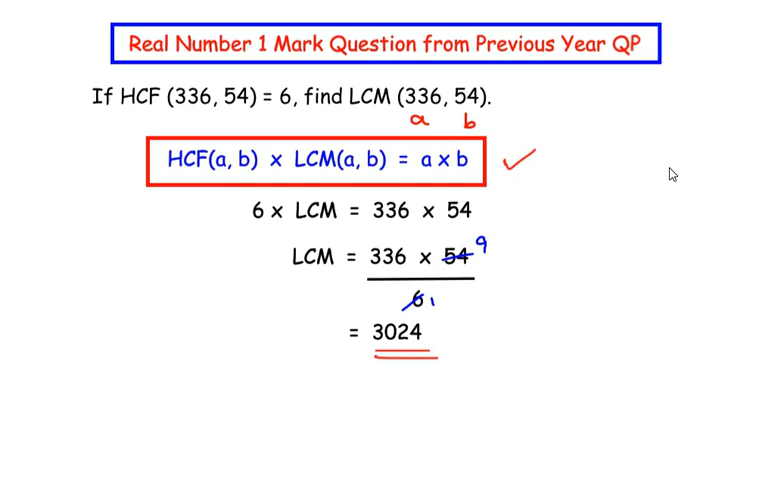 Real Number 1 Mark Question from Previous Year QP
If HCF (336, 54) = 6, find LCM (336, 54).
a b
HCF(a, b) x LCM(a, b) = a x b
6 x LCM = 336 x 54
LCM = 336 x 54 9
6 1
= 3024